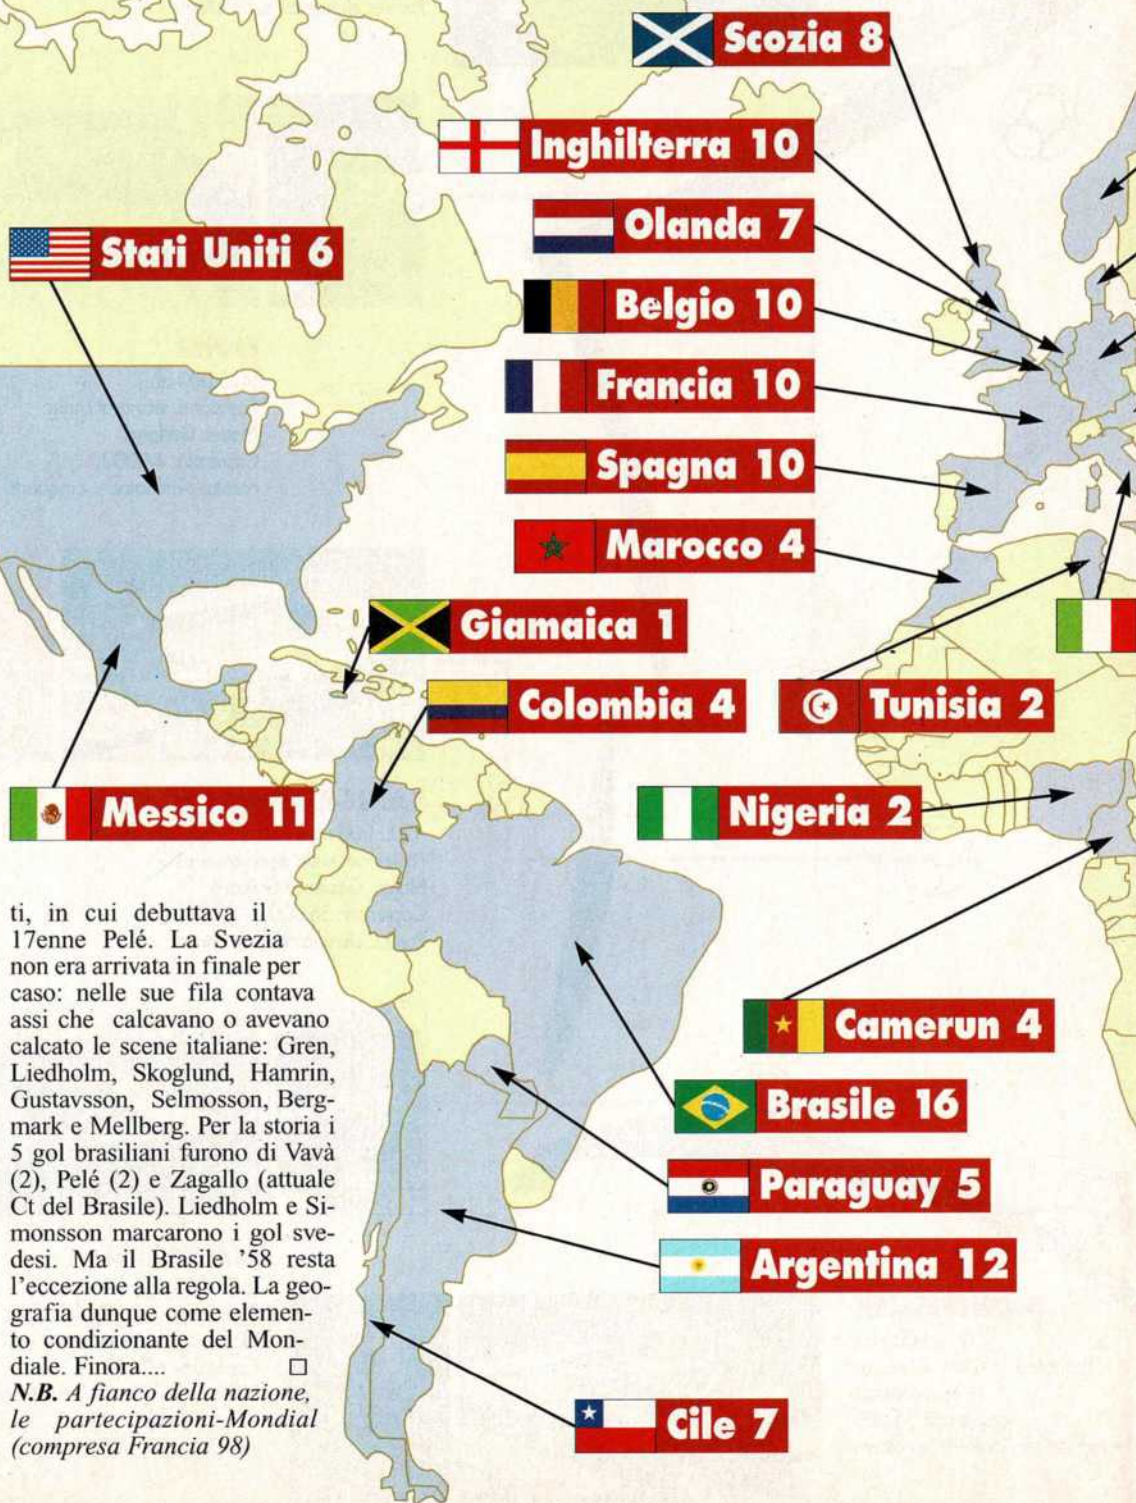 Scozia 8
Inghilterra 10
Olanda 7
Stati Uniti 6
Belgio 10
Francia 10
Spagna 10
Marocco 4
Giamaica 1
Colombia 4
Tunisia 2
Messico 11
Nigeria 2
Camerun 4
Brasile 16
Paraguay 5
Argentina 12
Cile 7
ti, in cui debuttava il
17enne Pelé. La Svezia
non era arrivata in finale per
caso: nelle sue fila contava
assi che calcavano o avevano
calcato le scene italiane: Gren,
Liedholm, Skoglund, Hamrin,
Gustavsson, Selmosson, Berg-
mark e Mellberg. Per la storia i
5 gol brasiliani furono di Vavà
(2), Pelé (2) e Zagallo (attuale
Ct del Brasile). Liedholm e Si-
monsson marcarono i gol sve-
desi. Ma il Brasile '58 resta
l'eccezione alla regola. La geo-
grafia dunque come elemen-
to condizionante del Mon-
diale. Finora.... □
N.B. A fianco della nazione,
le partecipazioni-Mondial
(compresa Francia 98)